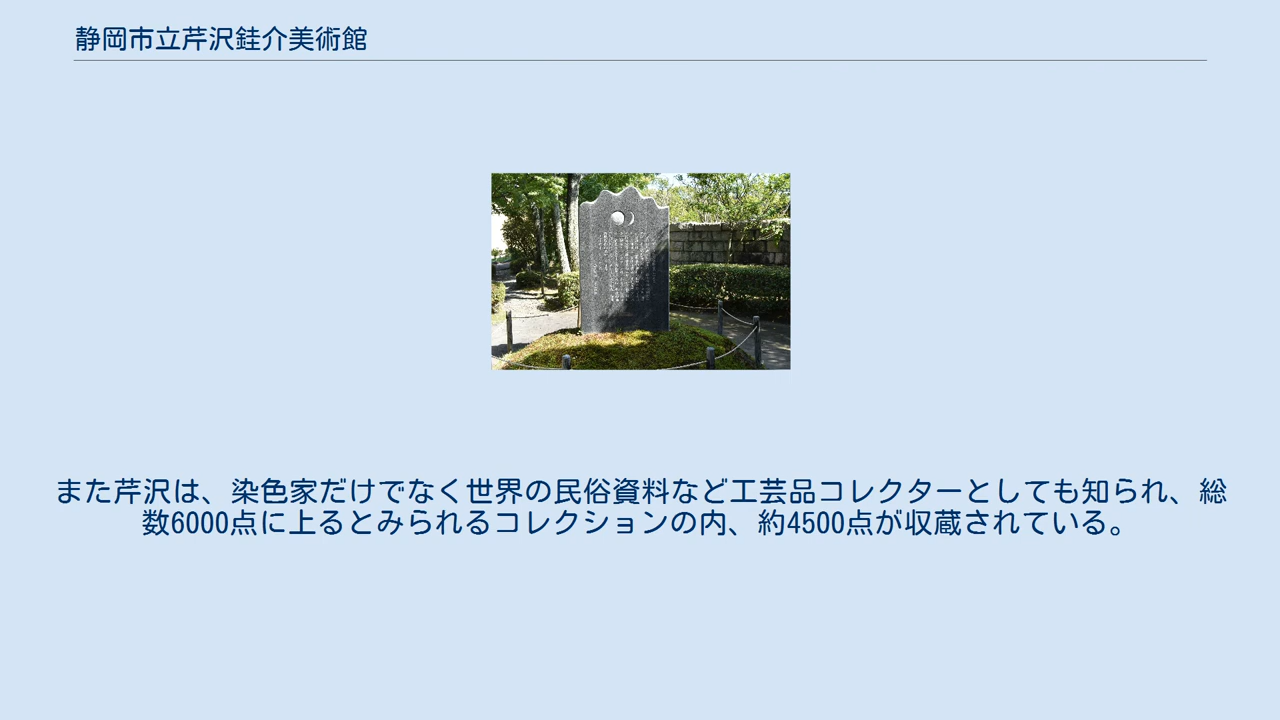 静岡市立芹沢銈介美術館
また芹沢は、染色家だけでなく世界の民俗資料など工芸品コレクターとしても知られ、総
数6000点に上るとみられるコレクションの内、約4500点が収蔵されている。